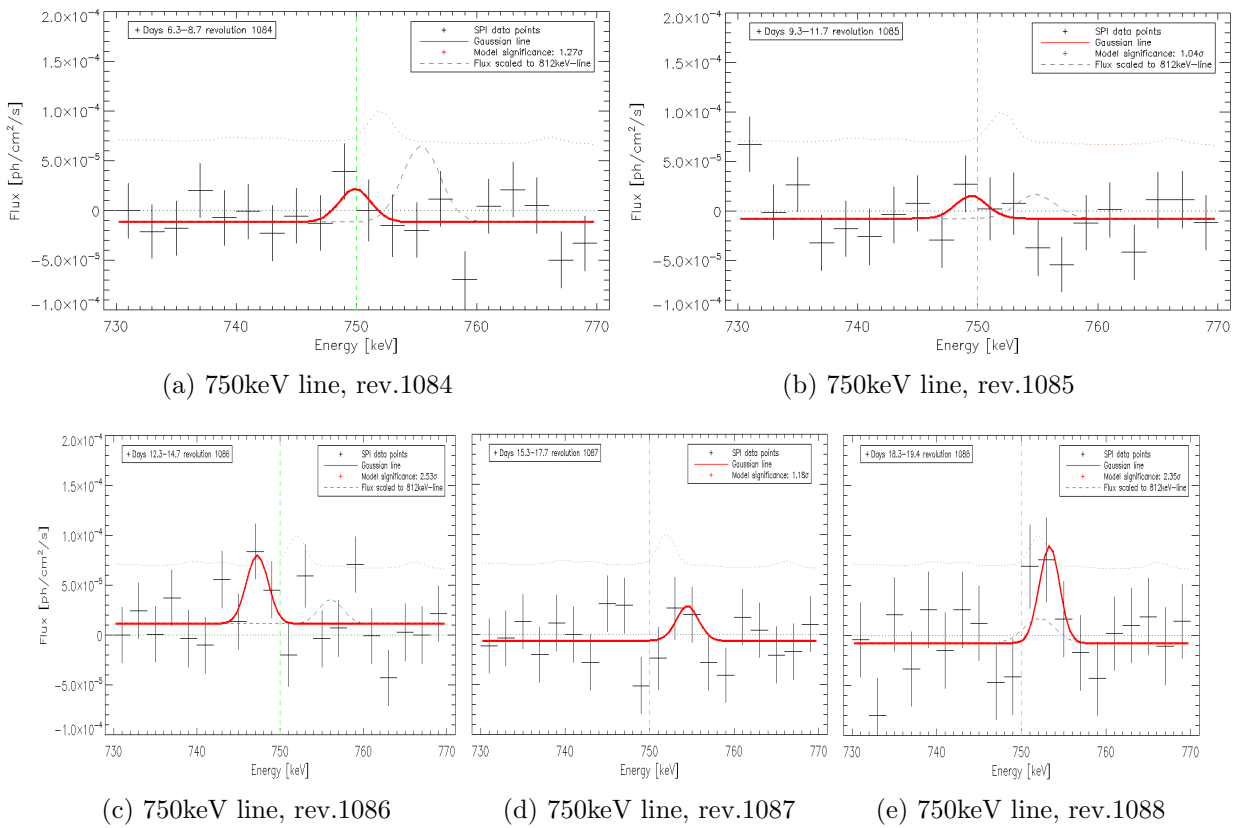 + Days 6.3–8.7 revolution 1084
+ SPI data points
Gaussian line
+ Model significance: 1.27σ
Flux scaled to 812keV–line
Flux [ph/cm²/s]
2.0×10⁻⁴
1.5×10⁻⁴
1.0×10⁻⁴
5.0×10⁻⁵
0
−5.0×10⁻⁵
−1.0×10⁻⁴
730 740 750 760 770
Energy [keV]
(a) 750keV line, rev.1084
+ Days 9.3–11.7 revolution 1085
+ SPI data points
Gaussian line
+ Model significance: 1.04σ
Flux scaled to 812keV–line
Flux [ph/cm²/s]
2.0×10⁻⁴
1.5×10⁻⁴
1.0×10⁻⁴
5.0×10⁻⁵
0
−5.0×10⁻⁵
−1.0×10⁻⁴
730 740 750 760 770
Energy [keV]
(b) 750keV line, rev.1085
+ Days 12.3–14.7 revolution 1086
+ SPI data points
Gaussian line
+ Model significance: 2.53σ
Flux scaled to 812keV–line
Flux [ph/cm²/s]
2.0×10⁻⁴
1.5×10⁻⁴
1.0×10⁻⁴
5.0×10⁻⁵
0
−5.0×10⁻⁵
−1.0×10⁻⁴
730 740 750 760 770
Energy [keV]
(c) 750keV line, rev.1086
+ Days 15.3–17.7 revolution 1087
+ SPI data points
Gaussian line
+ Model significance: 1.18σ
730 740 750 760 770
Energy [keV]
(d) 750keV line, rev.1087
+ Days 18.3–19.4 revolution 1088
+ SPI data points
Gaussian line
+ Model significance: 2.35σ
Flux scaled to 812keV–line
730 740 750 760 770
Energy [keV]
(e) 750keV line, rev.1088